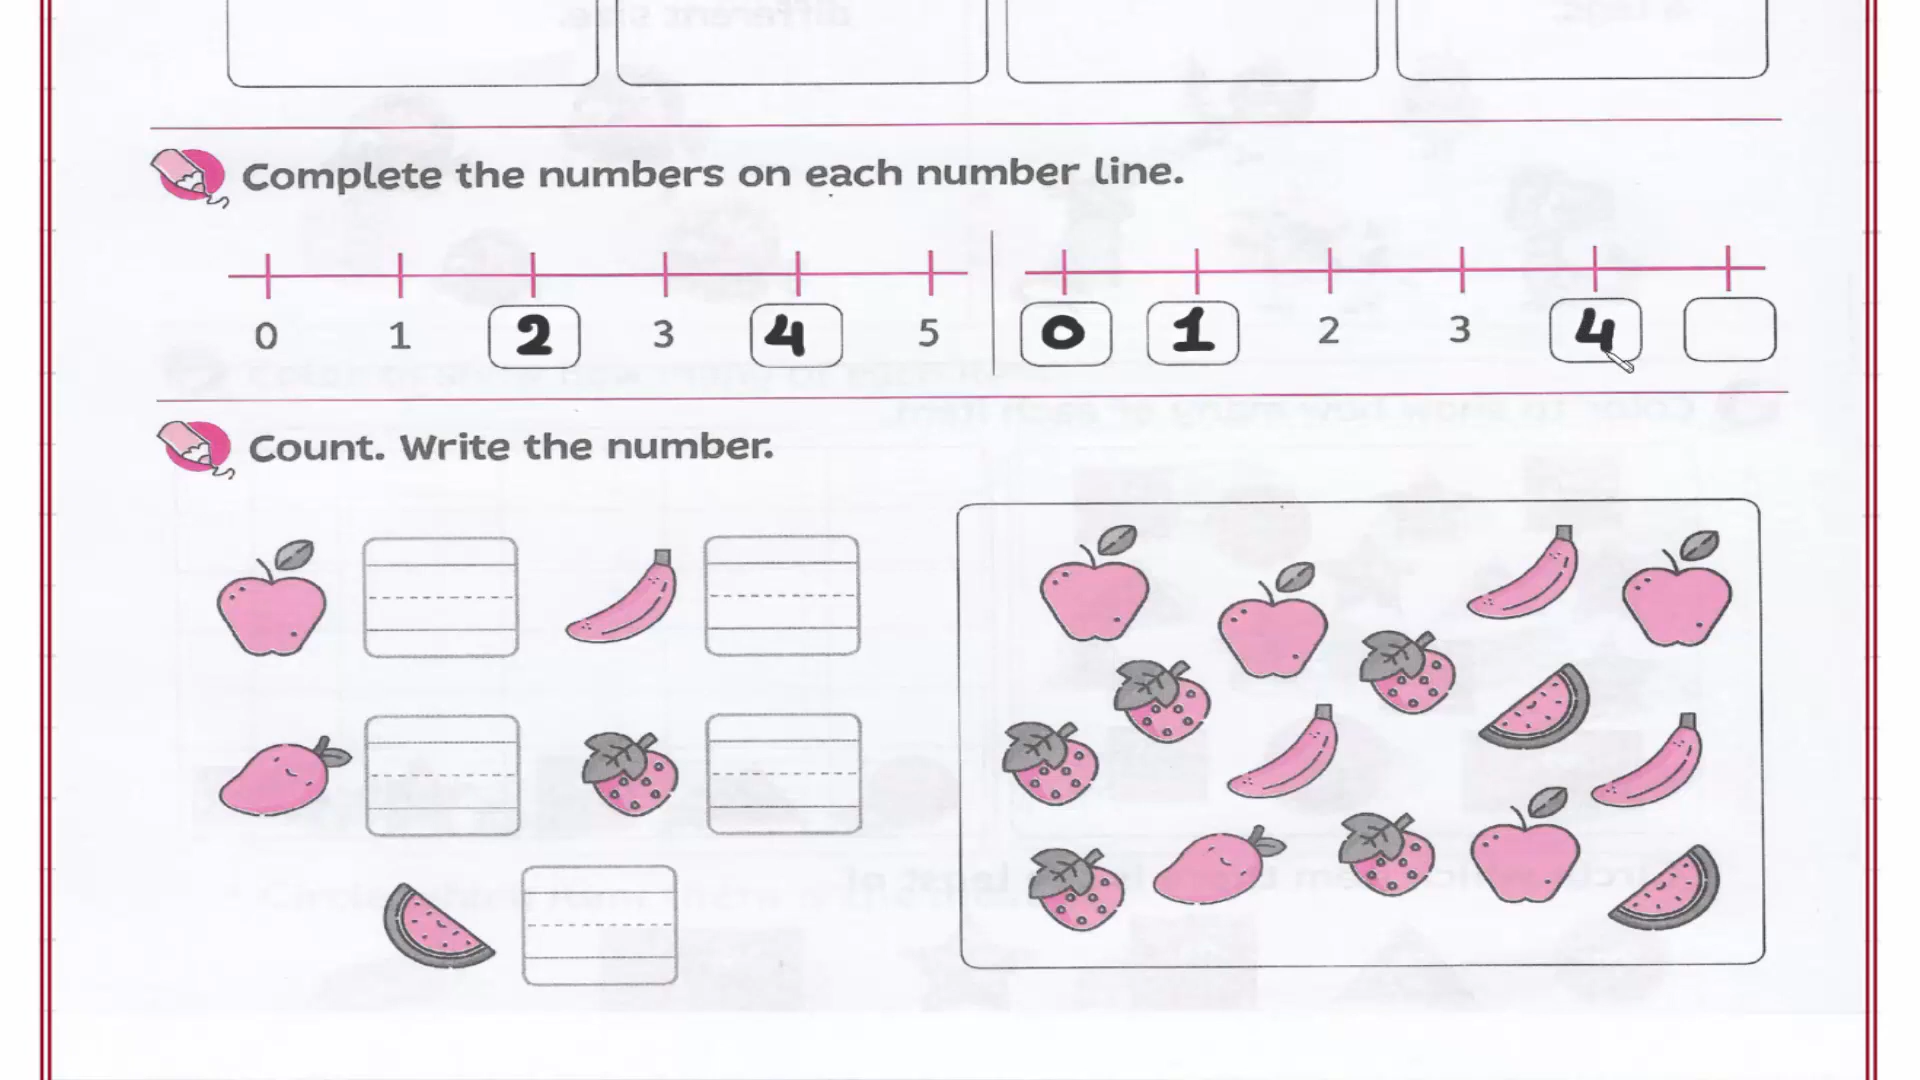 Complete the numbers on each number line.
0 1 2 3 4 5
0 1 2 3 4
Count. Write the number.